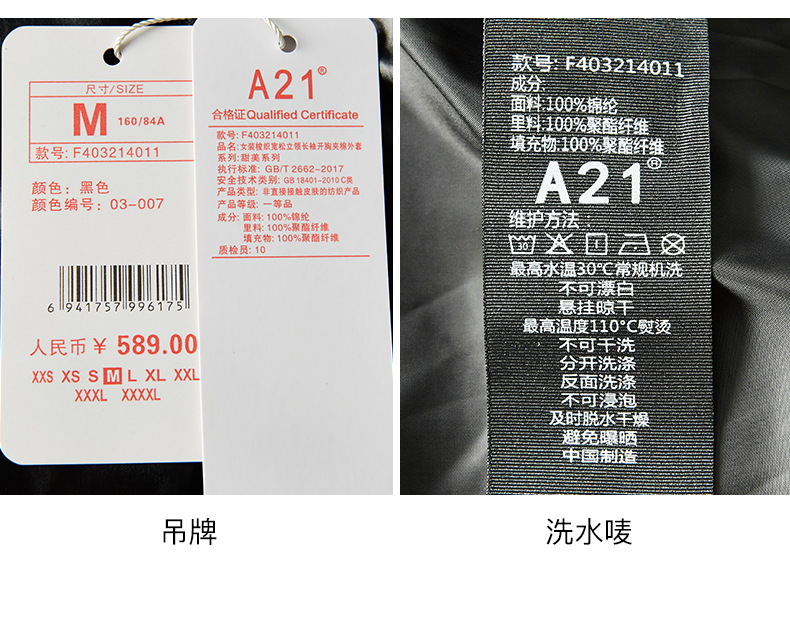 尺寸/SIZE
M 160/84A
款号: F403214011
颜色：黑色
颜色编号：03-007
6 941757 996175
人民币 ¥ 589.00
XXS XS S M L XL XXL
XXXL XXXXL
A21®
合格证Qualified Certificate
款号: F403214011
品名: 女装梭织宽松立领长袖开胸夹棉外套
系列: 甜美系列
执行标准: GB/T 2662-2017
安全技术类别: GB 18401-2010 C类
产品类型: 非直接接触皮肤的纺织产品
产品等级: 一等品
成分: 面料: 100%锦纶
里料: 100%聚酯纤维
填充物: 100%聚酯纤维
质检员: 10
款号: F403214011
成分:
面料:100%锦纶
里料:100%聚酯纤维
填充物:100%聚酯纤维
A21®
维护方法:
30
最高水温30℃常规机洗
不可漂白
悬挂晾干
最高温度110℃熨烫
不可干洗
分开洗涤
反面洗涤
不可浸泡
及时脱水干燥
避免曝晒
中国制造
吊牌
洗水唛